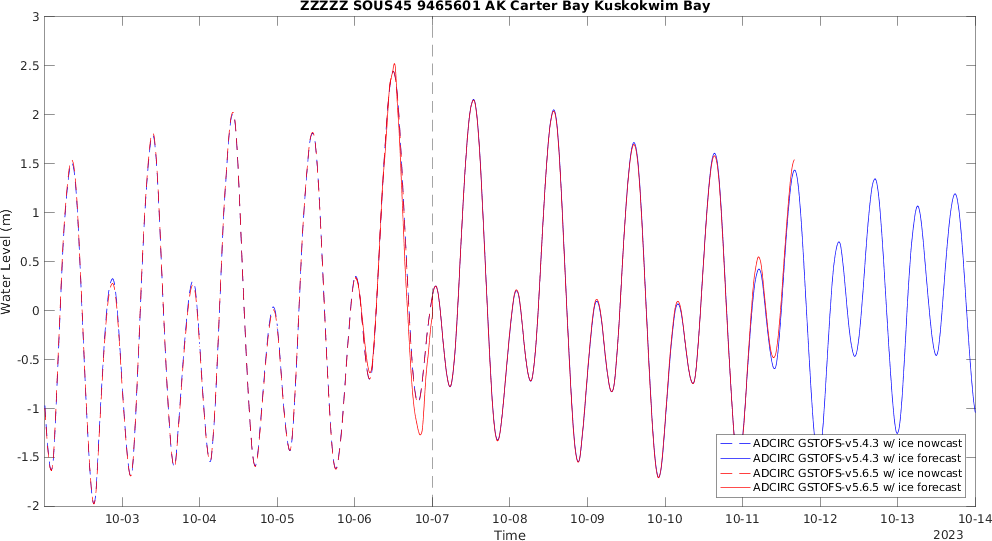 ZZZZZ SOUS45 9465601 AK Carter Bay Kuskokwim Bay
3
2.5
2
1.5
1
0.5
0
-0.5
-1
-1.5
-2
Water Level (m)
ADCIRC GSTOFS-v5.4.3 w/ ice nowcast
ADCIRC GSTOFS-v5.4.3 w/ ice forecast
ADCIRC GSTOFS-v5.6.5 w/ ice nowcast
ADCIRC GSTOFS-v5.6.5 w/ ice forecast
10-03 10-04 10-05 10-06 10-07 10-08 10-09 10-10 10-11 10-12 10-13 10-14
Time
2023